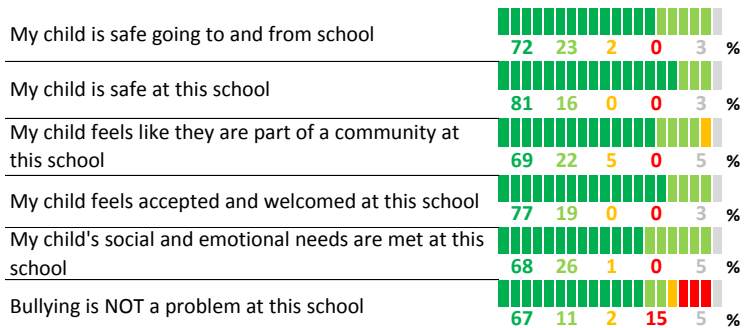 My child is safe going to and from school
72 23 2 0 3 %
My child is safe at this school
81 16 0 0 3 %
My child feels like they are part of a community at
this school
69 22 5 0 5 %
My child feels accepted and welcomed at this school
77 19 0 0 3 %
My child's social and emotional needs are met at this
school
68 26 1 0 5 %
Bullying is NOT a problem at this school
67 11 2 15 5 %